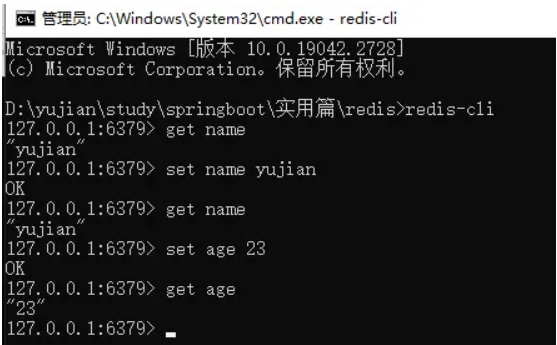 管理员: C:\Windows\System32\cmd.exe - redis-cli
Microsoft Windows [版本 10.0.19042.2728]
(c) Microsoft Corporation。保留所有权利。
D:\yujian\study\springboot\实用篇\redis>redis-cli
127.0.0.1:6379> get name
"yujian"
127.0.0.1:6379> set name yujian
OK
127.0.0.1:6379> get name
"yujian"
127.0.0.1:6379> set age 23
OK
127.0.0.1:6379> get age
"23"
127.0.0.1:6379>